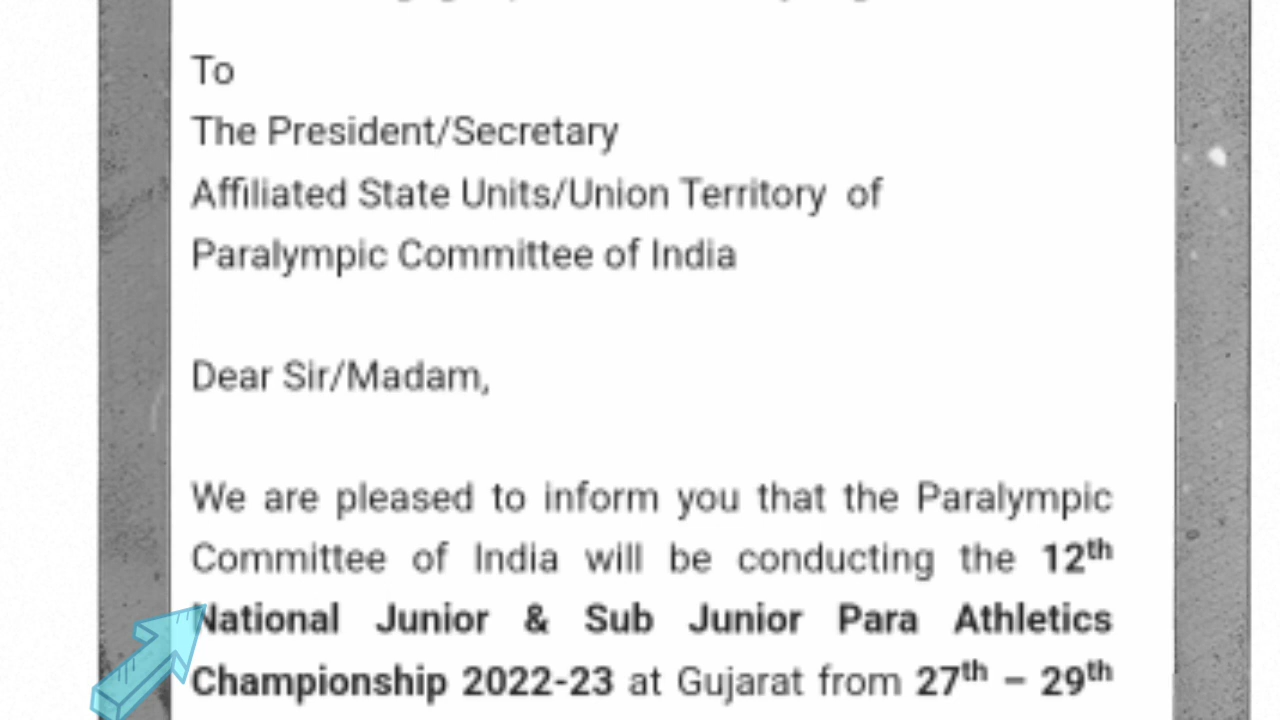 To
The President/Secretary
Affiliated State Units/Union Territory of
Paralympic Committee of India
Dear Sir/Madam,
We are pleased to inform you that the Paralympic
Committee of India will be conducting the 12th
National Junior & Sub Junior Para Athletics
Championship 2022-23 at Gujarat from 27th – 29th